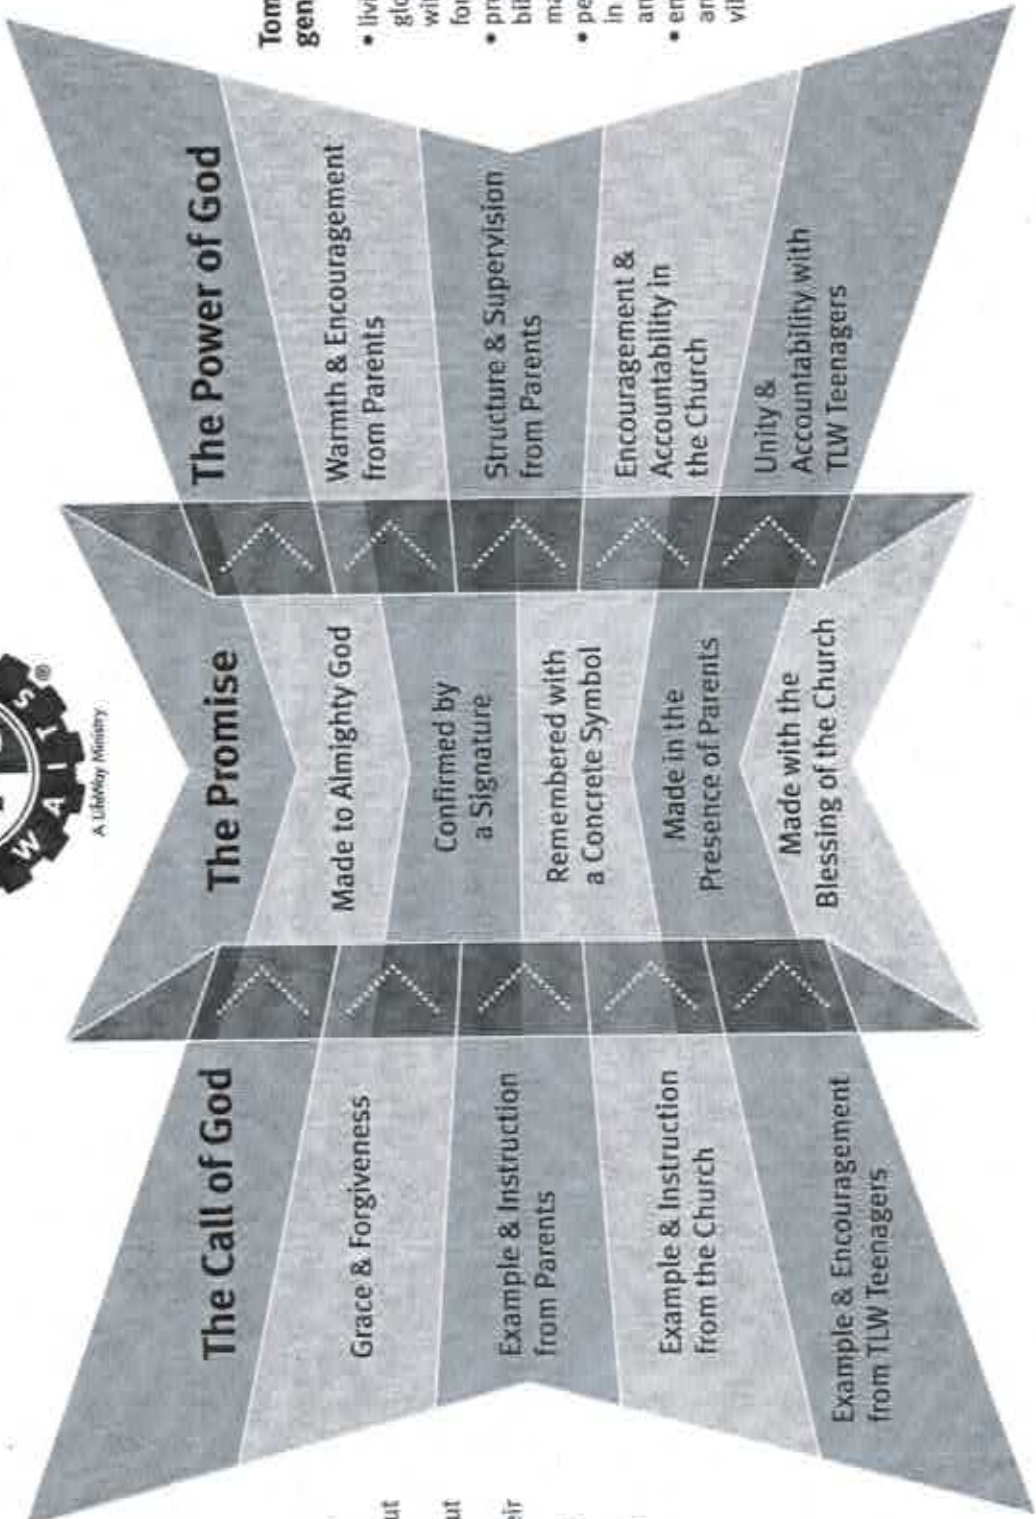 WAITS®
A LifeWay Ministry
The Call of God
Grace & Forgiveness
Example & Instruction
from Parents
Example & Instruction
from the Church
Example & Encouragement
from TLW Teenagers
The Promise
Made to Almighty God
Confirmed by
a Signature
Remembered with
a Concrete Symbol
Made in the
Presence of Parents
Made with the
Blessing of the Church
The Power of God
Warmth & Encouragement
from Parents
Structure & Supervision
from Parents
Encouragement &
Accountability in
the Church
Unity &
Accountability with
TLW Teenagers